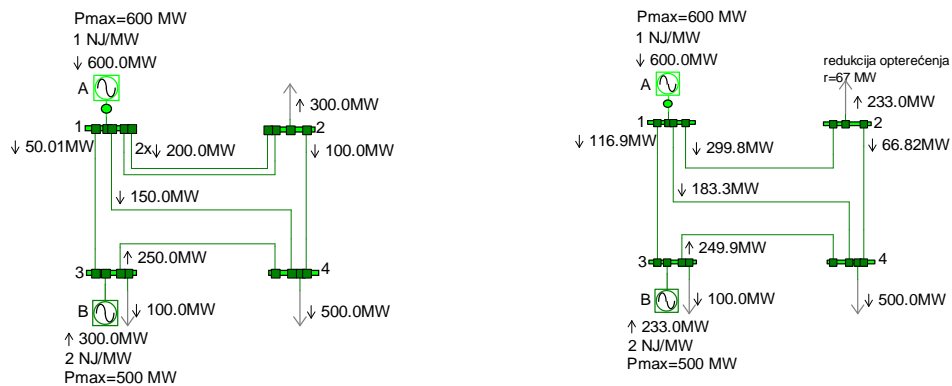 Pmax=600 MW
1 NJ/MW
↓ 600.0MW
A
↑ 300.0MW
1
2
↓ 50.01MW
2x↓ 200.0MW
↓ 100.0MW
↓ 150.0MW
↑ 250.0MW
3
4
B
↓ 100.0MW
↓ 500.0MW
↑ 300.0MW
2 NJ/MW
Pmax=500 MW
Pmax=600 MW
1 NJ/MW
↓ 600.0MW
redukcija opterećenja
r=67 MW
A
↑ 233.0MW
1
2
↓ 116.9MW
↓ 299.8MW
↓ 66.82MW
↓ 183.3MW
↑ 249.9MW
3
4
B
↓ 100.0MW
↓ 500.0MW
↑ 233.0MW
2 NJ/MW
Pmax=500 MW